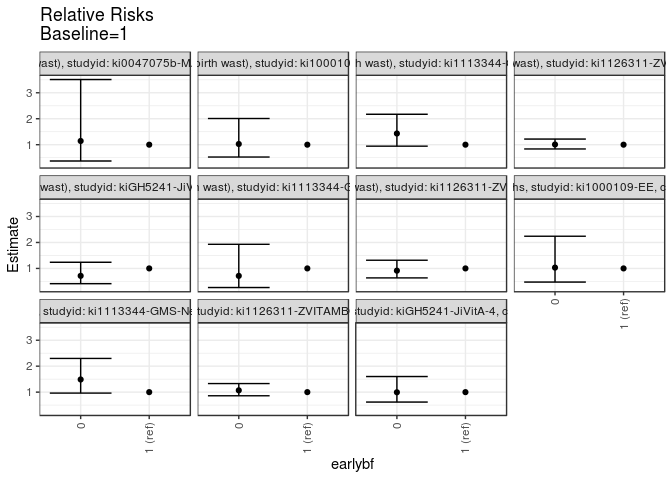 Relative Risks
Baseline=1
wast), studyid: ki0047075b-M
birth wast), studyid: ki100010
h wast), studyid: ki1113344-
wast), studyid: ki1126311-ZV
3
2
1
wast), studyid: kiGH5241-JiV
h wast), studyid: ki1113344-G
wast), studyid: ki1126311-ZV
hs, studyid: ki1000109-EE, c
3
2
1
Estimate
0
1 (ref)
studyid: ki1113344-GMS-Ne
tudyid: ki1126311-ZVITAMB
studyid: kiGH5241-JiVitA-4, c
3
2
1
0
1 (ref)
0
1 (ref)
0
1 (ref)
earlybf